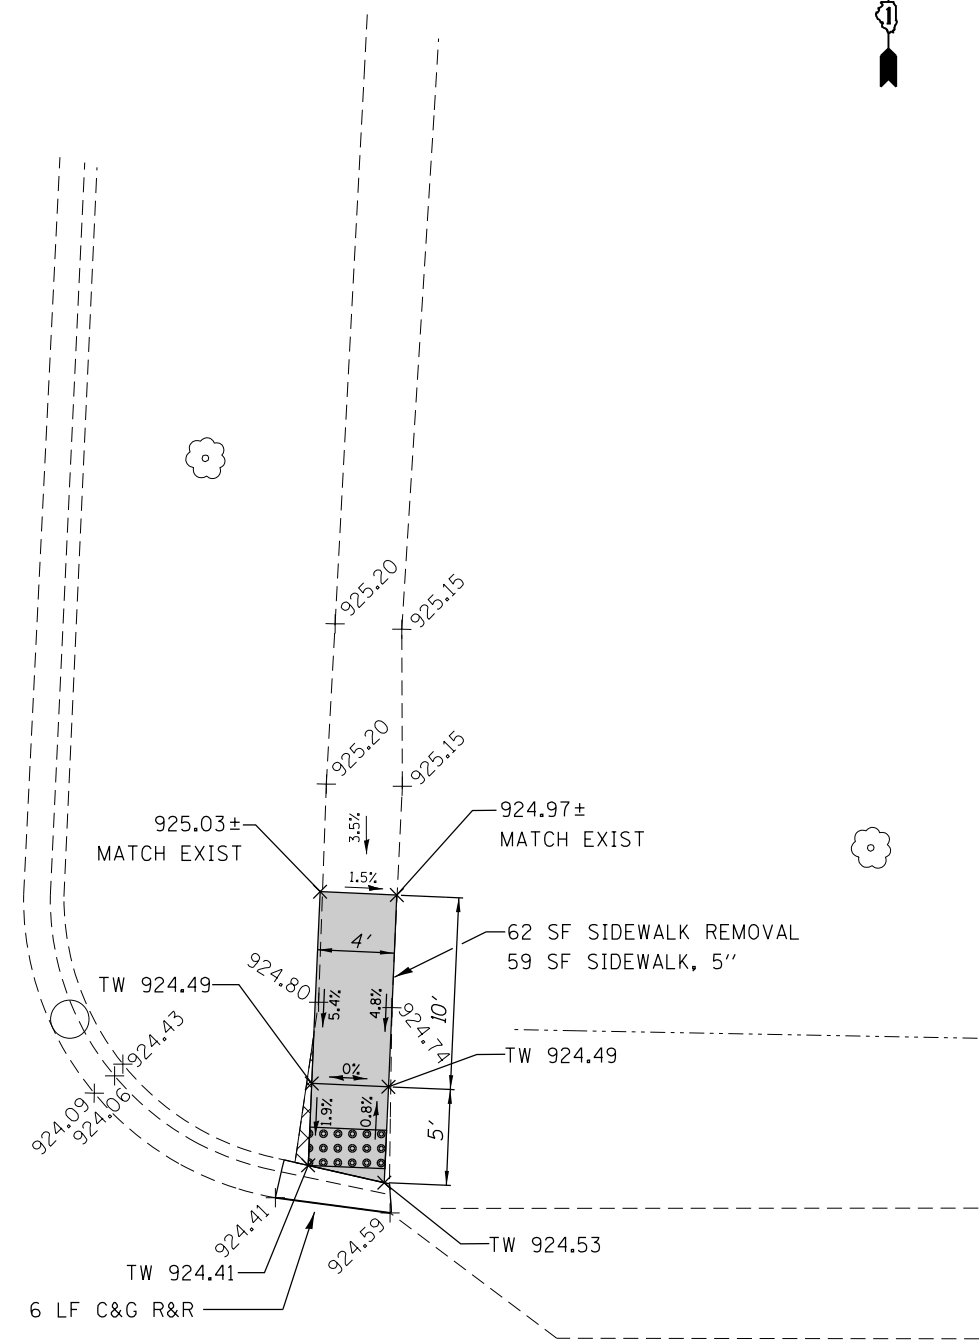 1
925.20
925.15
925.20
925.15
3.5%
925.03±
MATCH EXIST
924.97±
MATCH EXIST
1.5%
4'
62 SF SIDEWALK REMOVAL
59 SF SIDEWALK, 5"
924.80
TW 924.49
5.4%
4.8%
10'
924.74
924.43
TW 924.49
0%
924.09
924.06
1.9%
0.8%
5'
924.41
924.59
TW 924.53
TW 924.41
6 LF C&G R&R